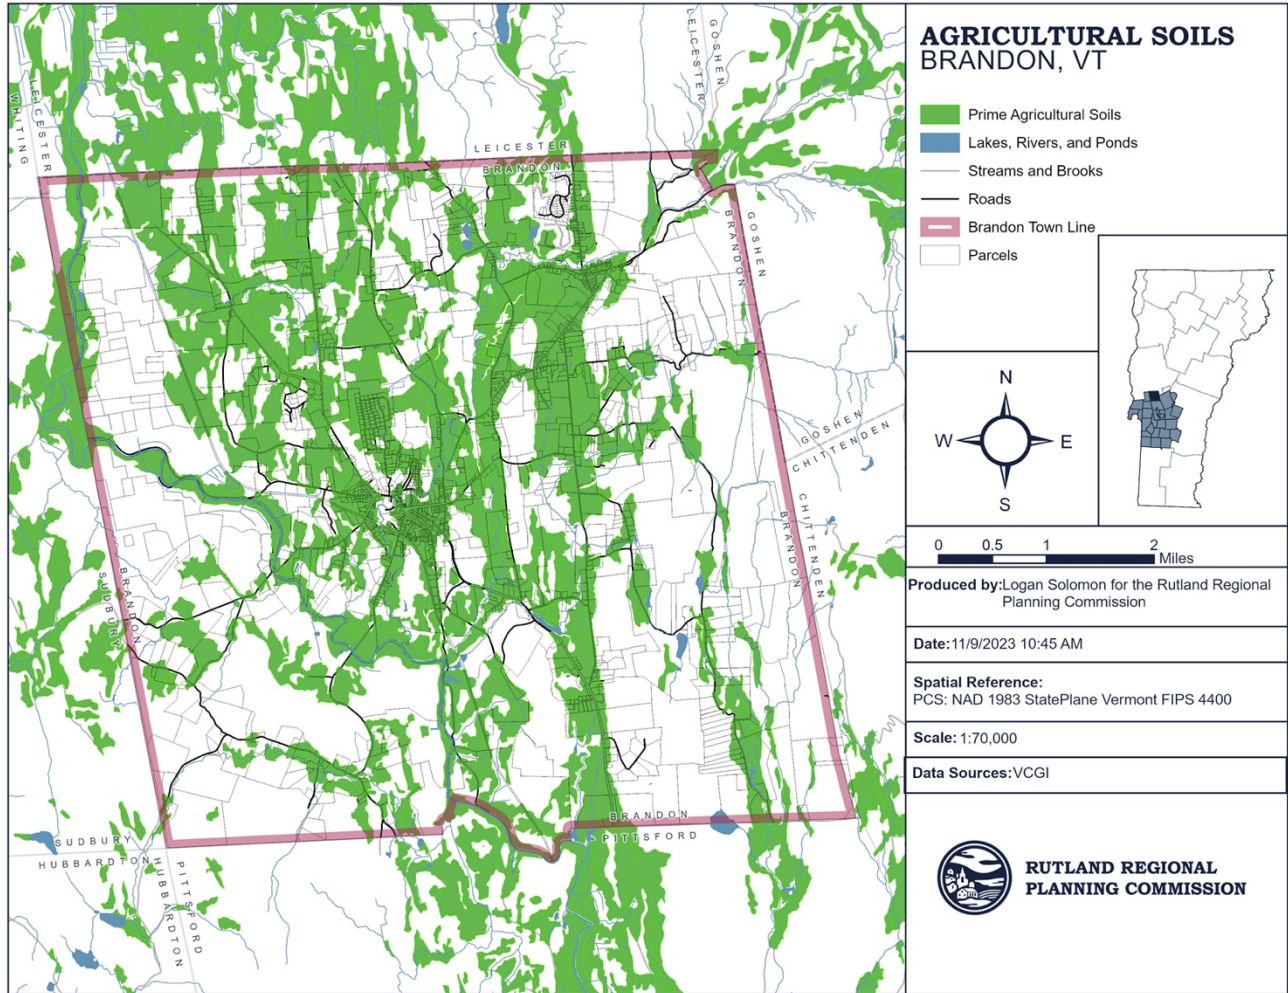 AGRICULTURAL SOILS
BRANDON, VT
Prime Agricultural Soils
Lakes, Rivers, and Ponds
Streams and Brooks
Roads
Brandon Town Line
Parcels
N
W
E
S
0 0.5 1 2 Miles
Produced by: Logan Solomon for the Rutland Regional
Planning Commission
Date: 11/9/2023 10:45 AM
Spatial Reference:
PCS: NAD 1983 StatePlane Vermont FIPS 4400
Scale: 1:70,000
Data Sources: VCGI
RUTLAND REGIONAL
PLANNING COMMISSION
LEICESTER
WHITING
LEICESTER
GOSHEN
LEICESTER
BRANDON
GOSHEN
BRANDON
GOSHEN
CHITTENDEN
CHITTENDEN
BRANDON
BRANDON
SUDBURY
BRANDON
PITTSFORD
SUDBURY
HUBBARDTON
PITTSFORD
HUBBARDTON